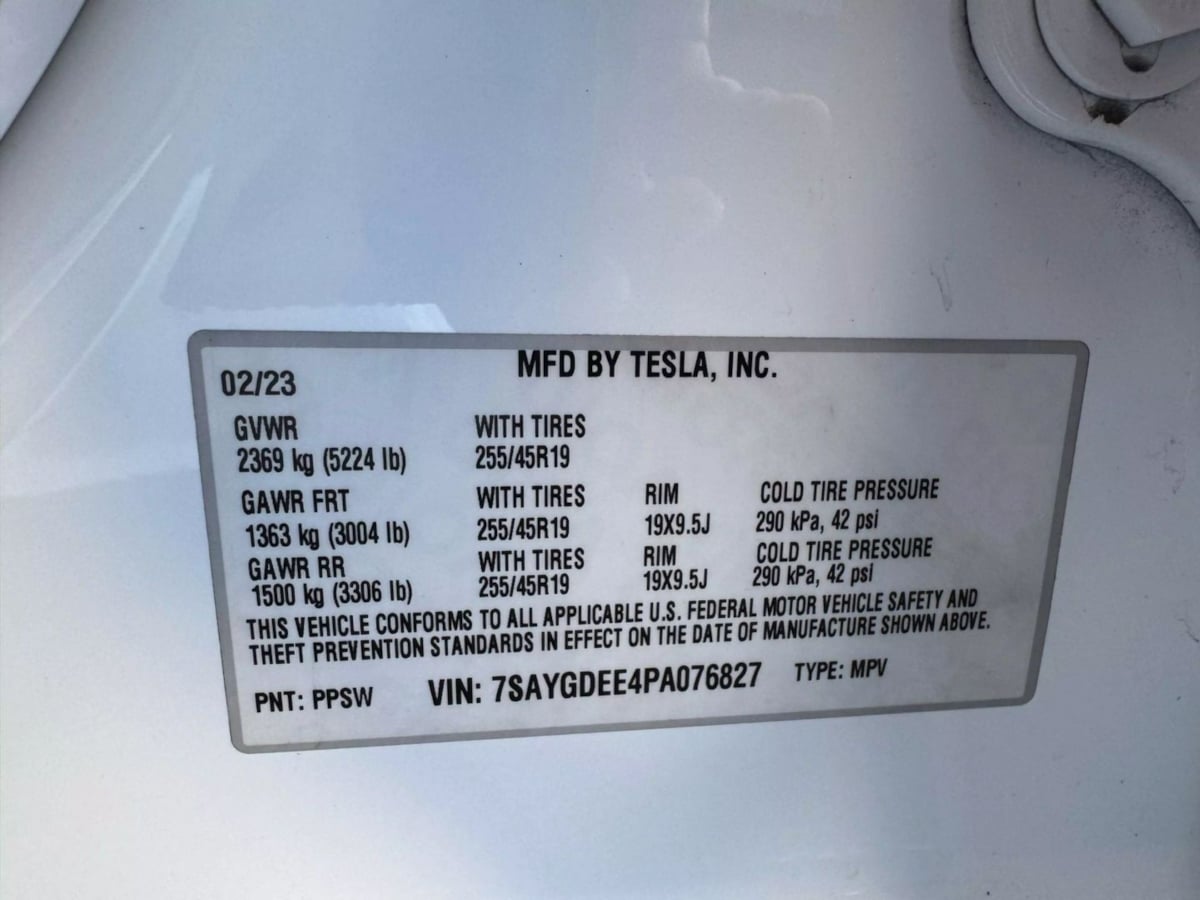 MFD BY TESLA, INC.
02/23
GVWR WITH TIRES
2369 kg (5224 lb) 255/45R19
GAWR FRT WITH TIRES RIM COLD TIRE PRESSURE
1363 kg (3004 lb) 255/45R19 19X9.5J 290 kPa, 42 psi
GAWR RR WITH TIRES RIM COLD TIRE PRESSURE
1500 kg (3306 lb) 255/45R19 19X9.5J 290 kPa, 42 psi
THIS VEHICLE CONFORMS TO ALL APPLICABLE U.S. FEDERAL MOTOR VEHICLE SAFETY AND
THEFT PREVENTION STANDARDS IN EFFECT ON THE DATE OF MANUFACTURE SHOWN ABOVE.
PNT: PPSW VIN: 7SAYGDEE4PA076827 TYPE: MPV